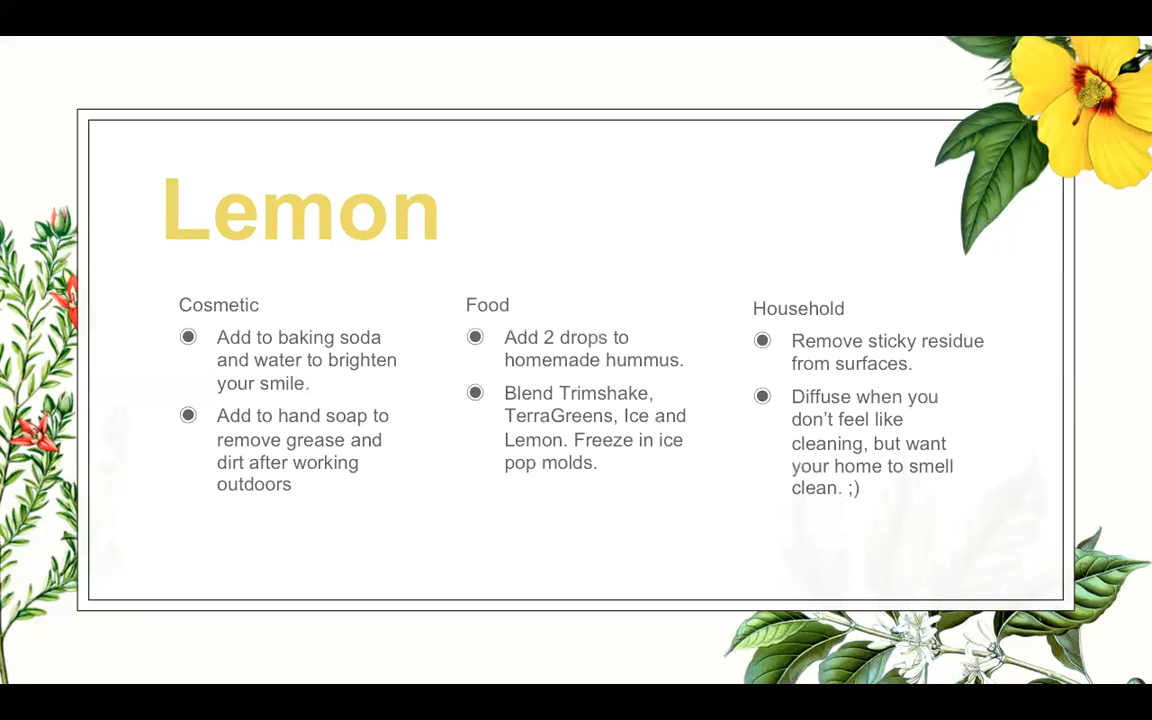 Lemon
Cosmetic
Add to baking soda
and water to brighten
your smile.
Add to hand soap to
remove grease and
dirt after working
outdoors
Food
Add 2 drops to
homemade hummus.
Blend Trimshake,
TerraGreens, Ice and
Lemon. Freeze in ice
pop molds.
Household
Remove sticky residue
from surfaces.
Diffuse when you
don’t feel like
cleaning, but want
your home to smell
clean. ;)